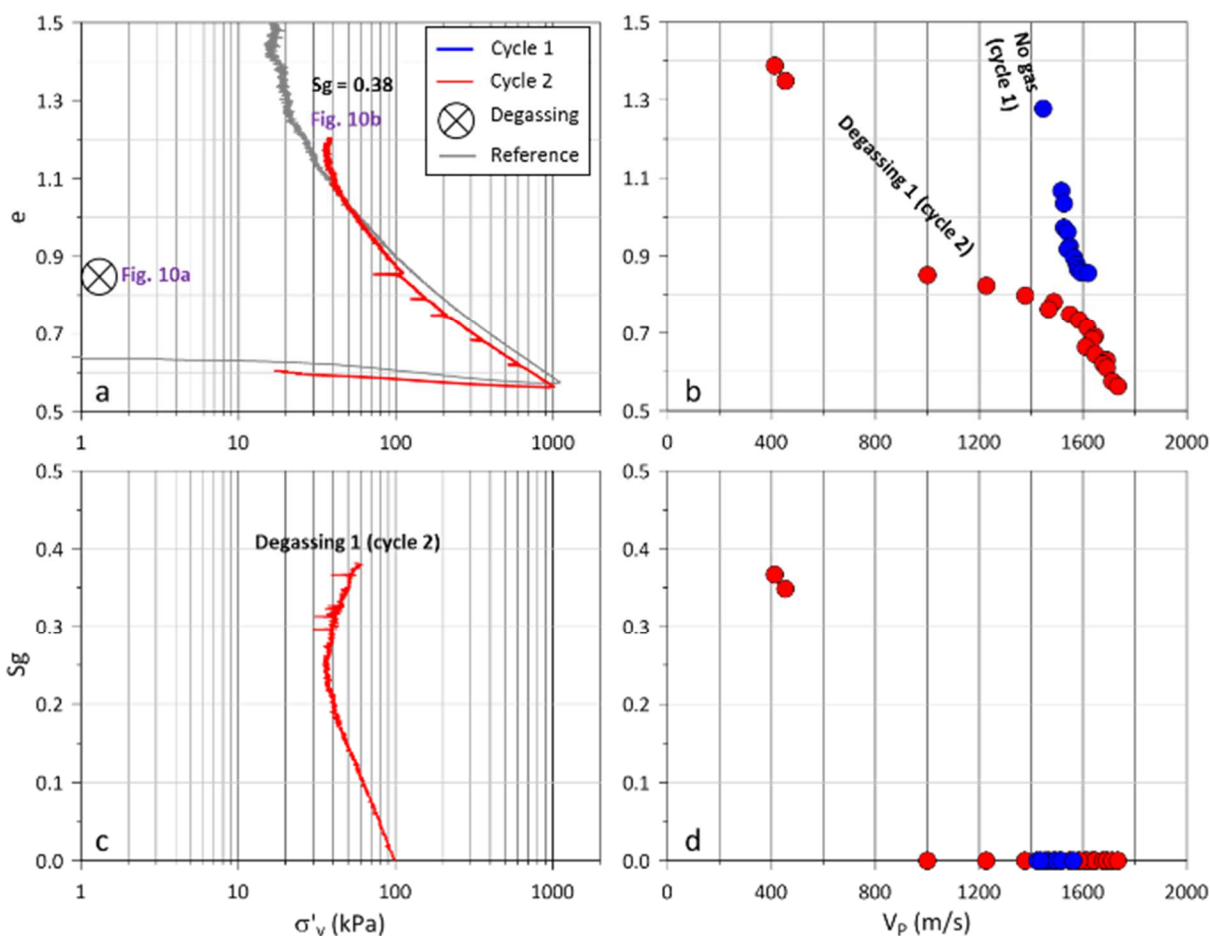 1.5
1.3
1.1
0.9
0.7
0.5
e
Sg = 0.38
Fig. 10b
Cycle 1
Cycle 2
Degassing
Reference
Fig. 10a
a
1
10
100
1000
1.5
1.3
1.1
0.9
0.7
0.5
No gas
(cycle 1)
Degassing 1 (cycle 2)
b
0
400
800
1200
1600
2000
0.5
0.4
0.3
0.2
0.1
0.0
Sg
Degassing 1 (cycle 2)
c
1
10
100
1000
σ'v (kPa)
0.5
0.4
0.3
0.2
0.1
0.0
d
0
400
800
1200
1600
2000
VP (m/s)